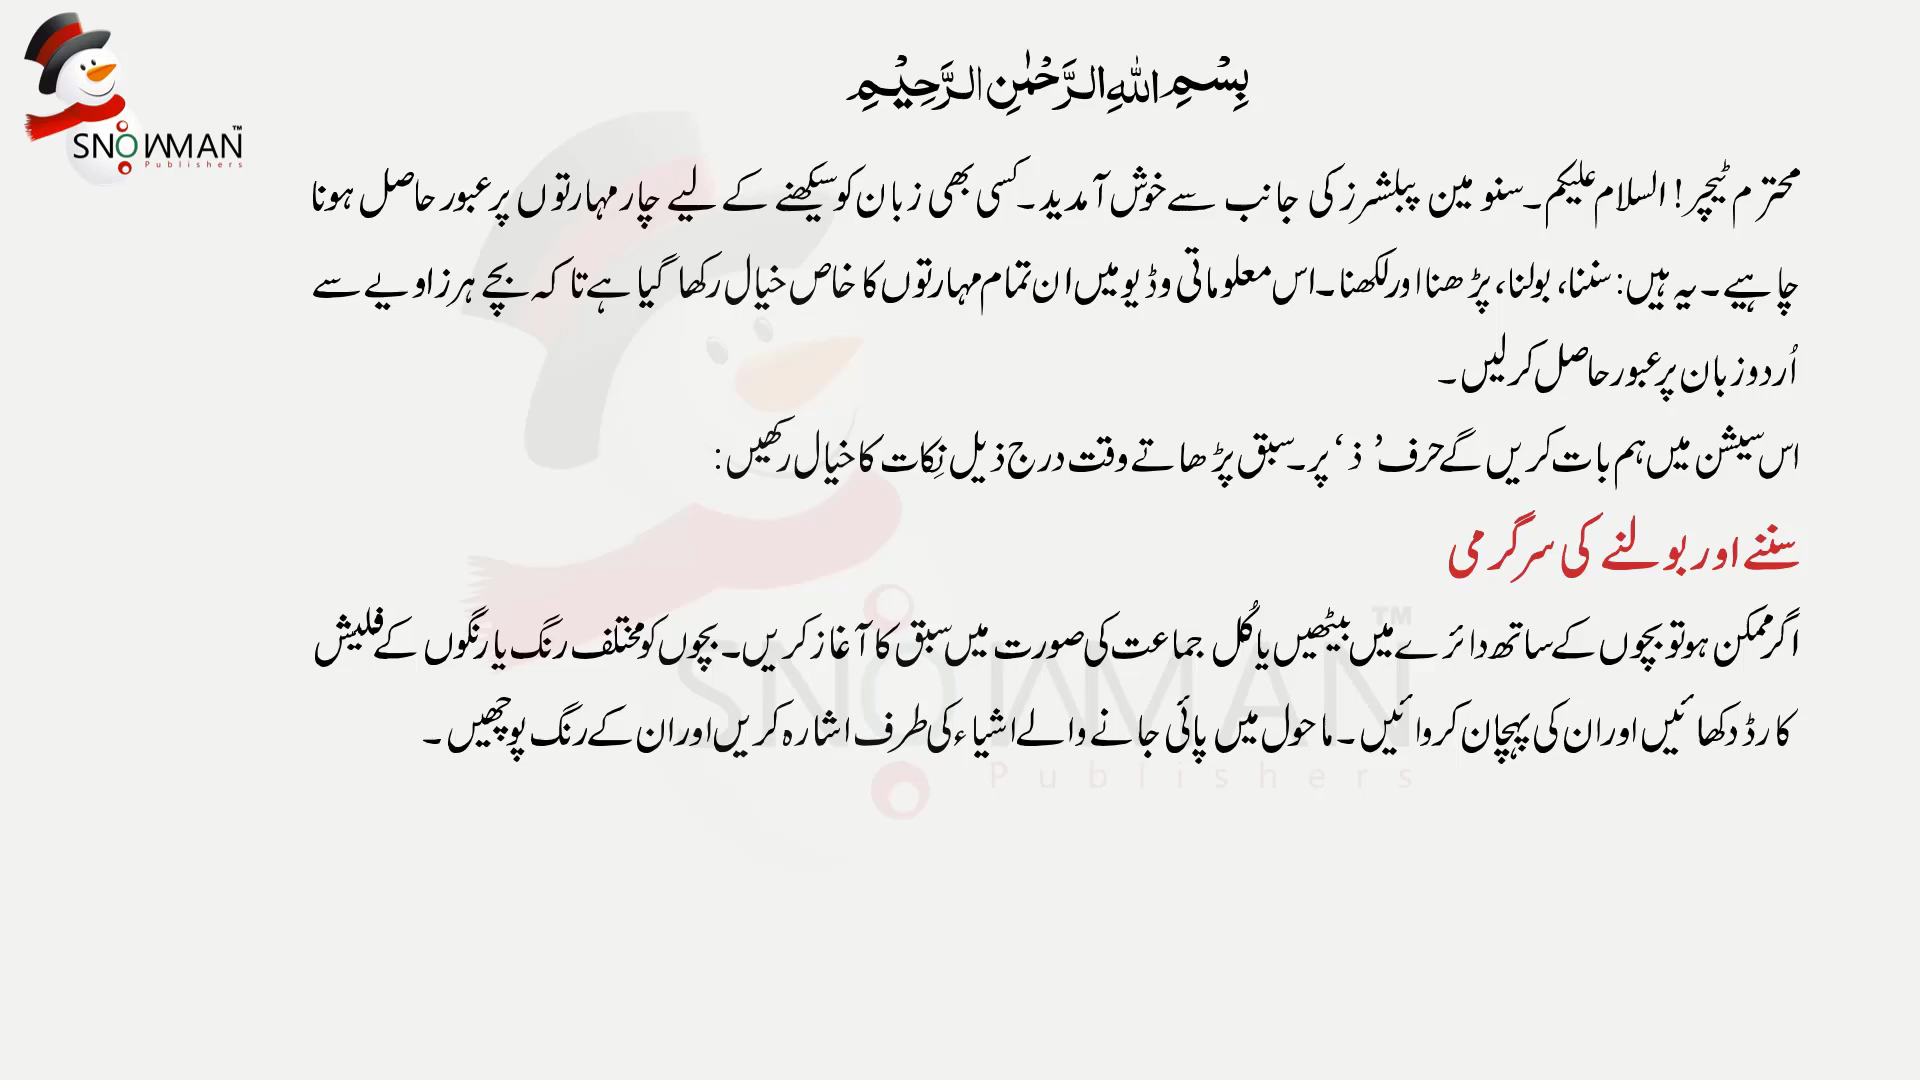 SNOWMAN™
Publishers
بِسْمِ اللهِ الرَّحْمٰنِ الرَّحِيْمِ
محترم ٹیچر! السلام علیکم۔ سنو مین پبلشرز کی جانب سے خوش آمدید۔ کسی بھی زبان کو سیکھنے کے لیے چار مہارتوں پر عبور حاصل ہونا
چاہیے۔ یہ ہیں: سننا، بولنا، پڑھنا اور لکھنا۔ اس معلوماتی وڈیو میں ان تمام مہارتوں کا خاص خیال رکھا گیا ہے تا کہ بچے ہر زاویے سے
اُردو زبان پر عبور حاصل کر لیں۔
اس سیشن میں ہم بات کریں گے حرف ’ذ‘ پر۔ سبق پڑھاتے وقت درج ذیل نِکات کا خیال رکھیں:
سننے اور بولنے کی سرگرمی
اگر ممکن ہو تو بچوں کے ساتھ دائرے میں بیٹھیں یا کُل جماعت کی صورت میں سبق کا آغاز کریں۔ بچوں کو مختلف رنگ یا رنگوں کے فلیش
کارڈ دکھائیں اور ان کی پہچان کروائیں۔ ماحول میں پائی جانے والے اشیاء کی طرف اشارہ کریں اور ان کے رنگ پوچھیں۔
SNOWMAN™
Publishers